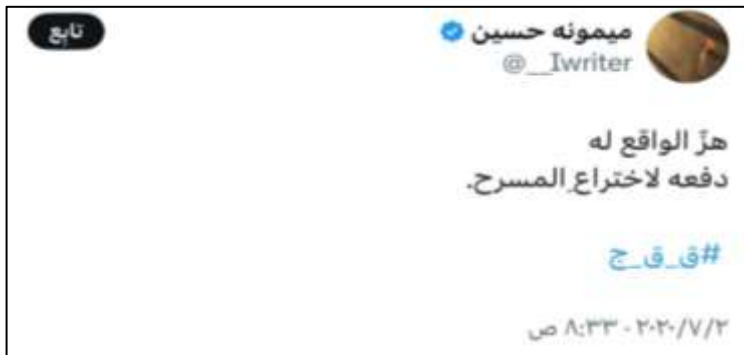 ميمونه حسين
تابع
@__Iwriter
هزّ الواقع له
دفعه لاختراع المسرح.
#ق_ق_ج
٢٠٢٠/٧/٢ - ٨:٣٣ ص